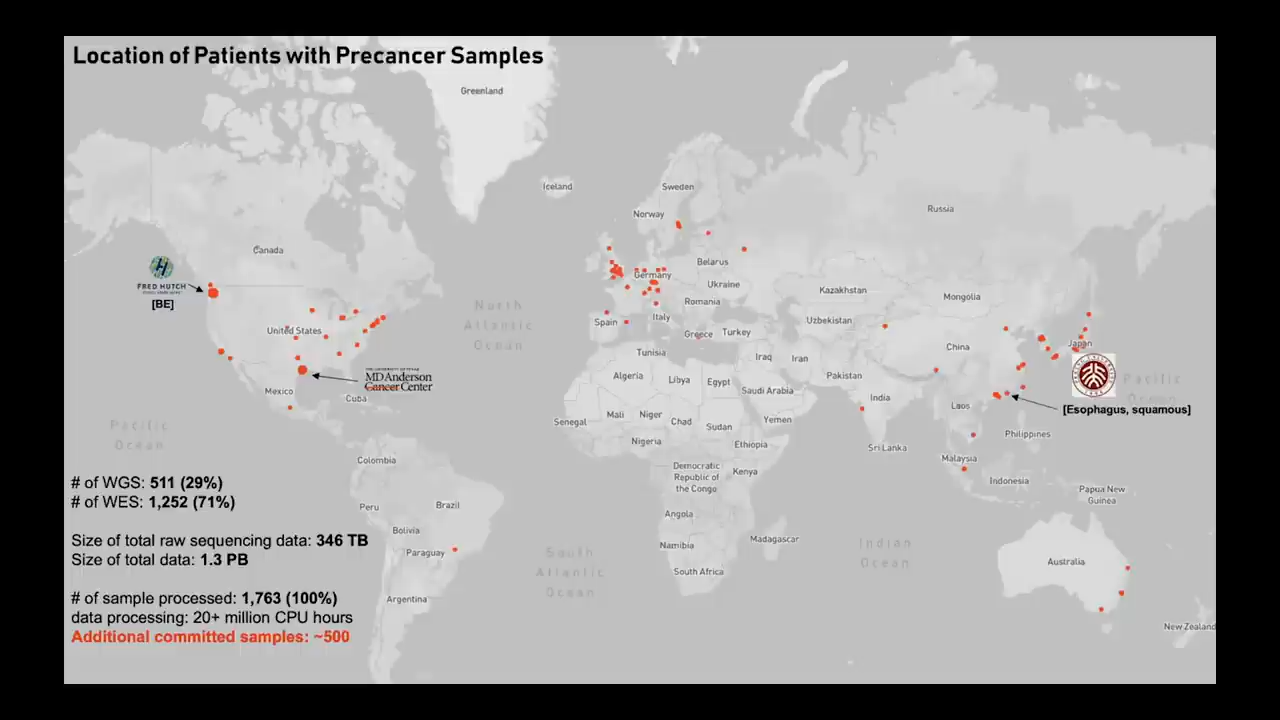 Location of Patients with Precancer Samples
Greenland
Iceland
Sweden
Norway
Russia
Canada
FRED HUTCH
[BE]
Belarus
Germany
Ukraine
Kazakhstan
Mongolia
Romania
North
Atlantic
Ocean
Italy
Spain
Uzbekistan
United States
Greece
Turkey
Japan
China
Tunisia
Iraq
Iran
THE UNIVERSITY OF TEXAS
MDAnderson
Cancer Center
Algeria
Libya
Egypt
Pakistan
Pacific
Ocean
Saudi Arabia
Mexico
Cuba
India
Laos
[Esophagus, squamous]
Mali
Niger
Chad
Senegal
Sudan
Yemen
Pacific
Ocean
Philippines
Nigeria
Ethiopia
Sri Lanka
Malaysia
Colombia
Democratic
Republic of
the Congo
Kenya
Indonesia
Papua New
Guinea
# of WGS: 511 (29%)
# of WES: 1,252 (71%)
Peru
Brazil
Angola
Bolivia
Size of total raw sequencing data: 346 TB
Size of total data: 1.3 PB
Paraguay
South
Atlantic
Ocean
Namibia
Madagascar
Indian
Ocean
South Africa
Australia
# of sample processed: 1,763 (100%)
data processing: 20+ million CPU hours
Additional committed samples: ~500
Argentina
New Zealand